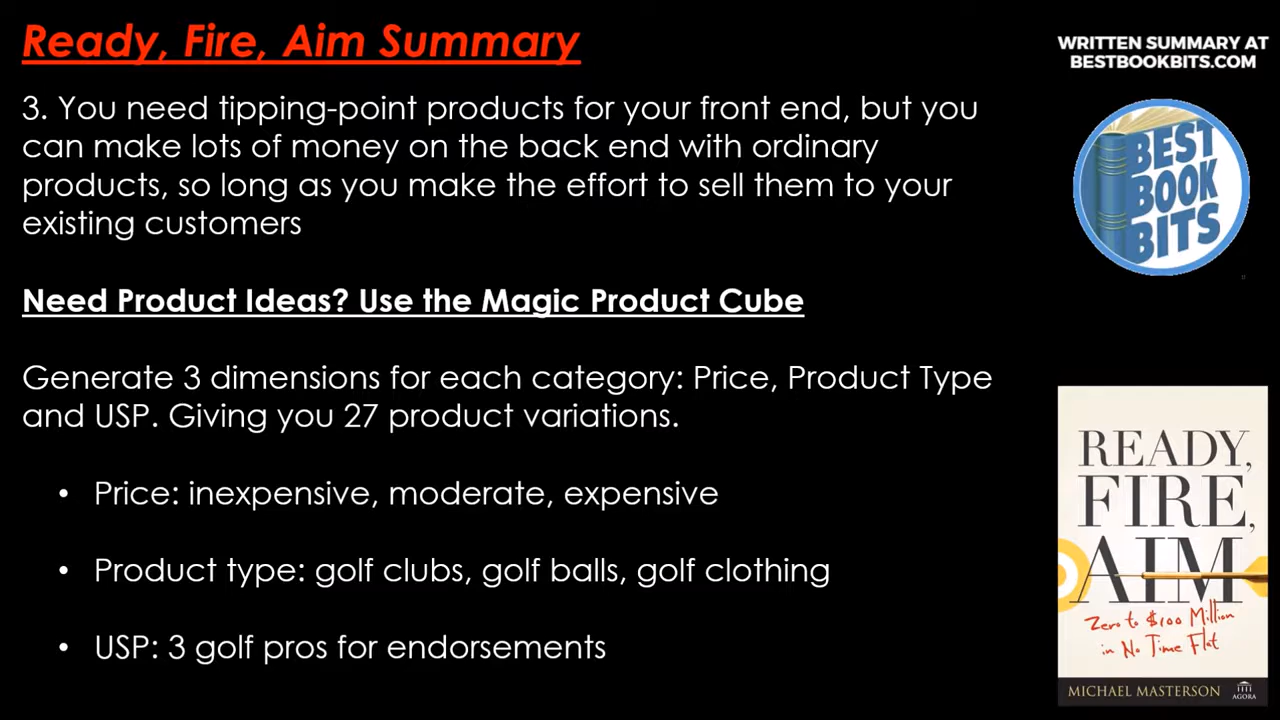 Ready, Fire, Aim Summary
WRITTEN SUMMARY AT
BESTBOOKBITS.COM
3. You need tipping-point products for your front end, but you
can make lots of money on the back end with ordinary
products, so long as you make the effort to sell them to your
existing customers
BEST
BOOK
BITS
Need Product Ideas? Use the Magic Product Cube
Generate 3 dimensions for each category: Price, Product Type
and USP. Giving you 27 product variations.
• Price: inexpensive, moderate, expensive
• Product type: golf clubs, golf balls, golf clothing
• USP: 3 golf pros for endorsements
READY,
FIRE,
AIM
Zero to $100 Million
in No Time Flat
MICHAEL MASTERSON
AGORA